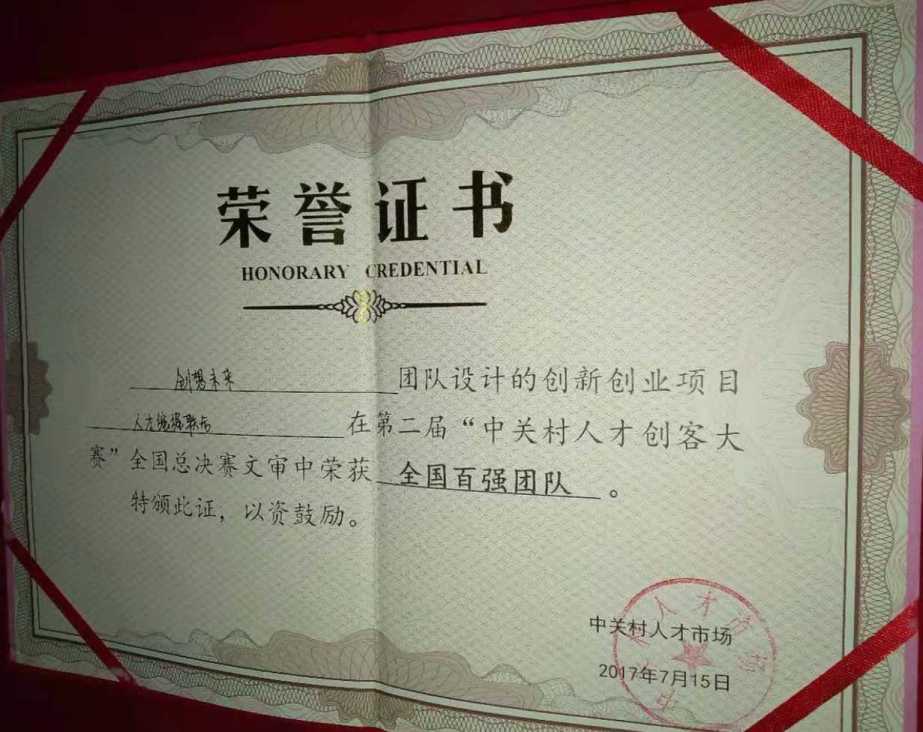 荣誉证书
HONORARY CREDENTIAL
创想未来 团队设计的创新创业项目
人才 在第二届“中关村人才创客大
赛”全国总决赛文审中荣获 全国百强团队 。
特颁此证，以资鼓励。
中关村人才市场
2017年7月15日